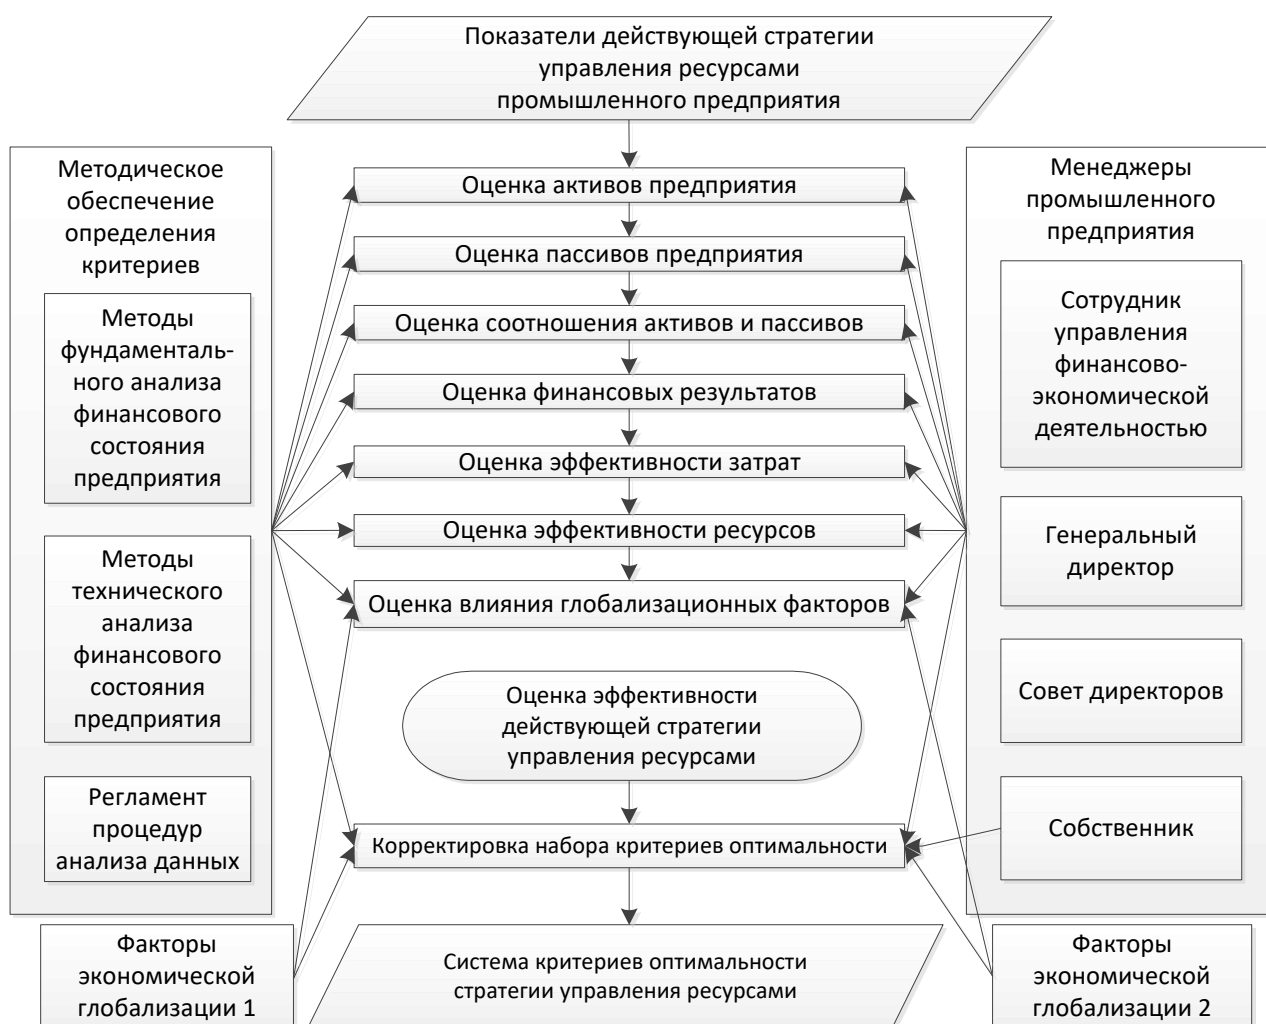 Показатели действующей стратегии
управления ресурсами
промышленного предприятия
Методическое
обеспечение
определения
критериев
Методы
фундаменталь-
ного анализа
финансового
состояния
предприятия
Методы
технического
анализа
финансового
состояния
предприятия
Регламент
процедур
анализа данных
Оценка активов предприятия
Оценка пассивов предприятия
Оценка соотношения активов и пассивов
Оценка финансовых результатов
Оценка эффективности затрат
Оценка эффективности ресурсов
Оценка влияния глобализационных факторов
Оценка эффективности
действующей стратегии
управления ресурсами
Корректировка набора критериев оптимальности
Менеджеры
промышленного
предприятия
Сотрудник
управления
финансово-
экономической
деятельностью
Генеральный
директор
Совет директоров
Собственник
Факторы
экономической
глобализации 1
Система критериев оптимальности
стратегии управления ресурсами
Факторы
экономической
глобализации 2